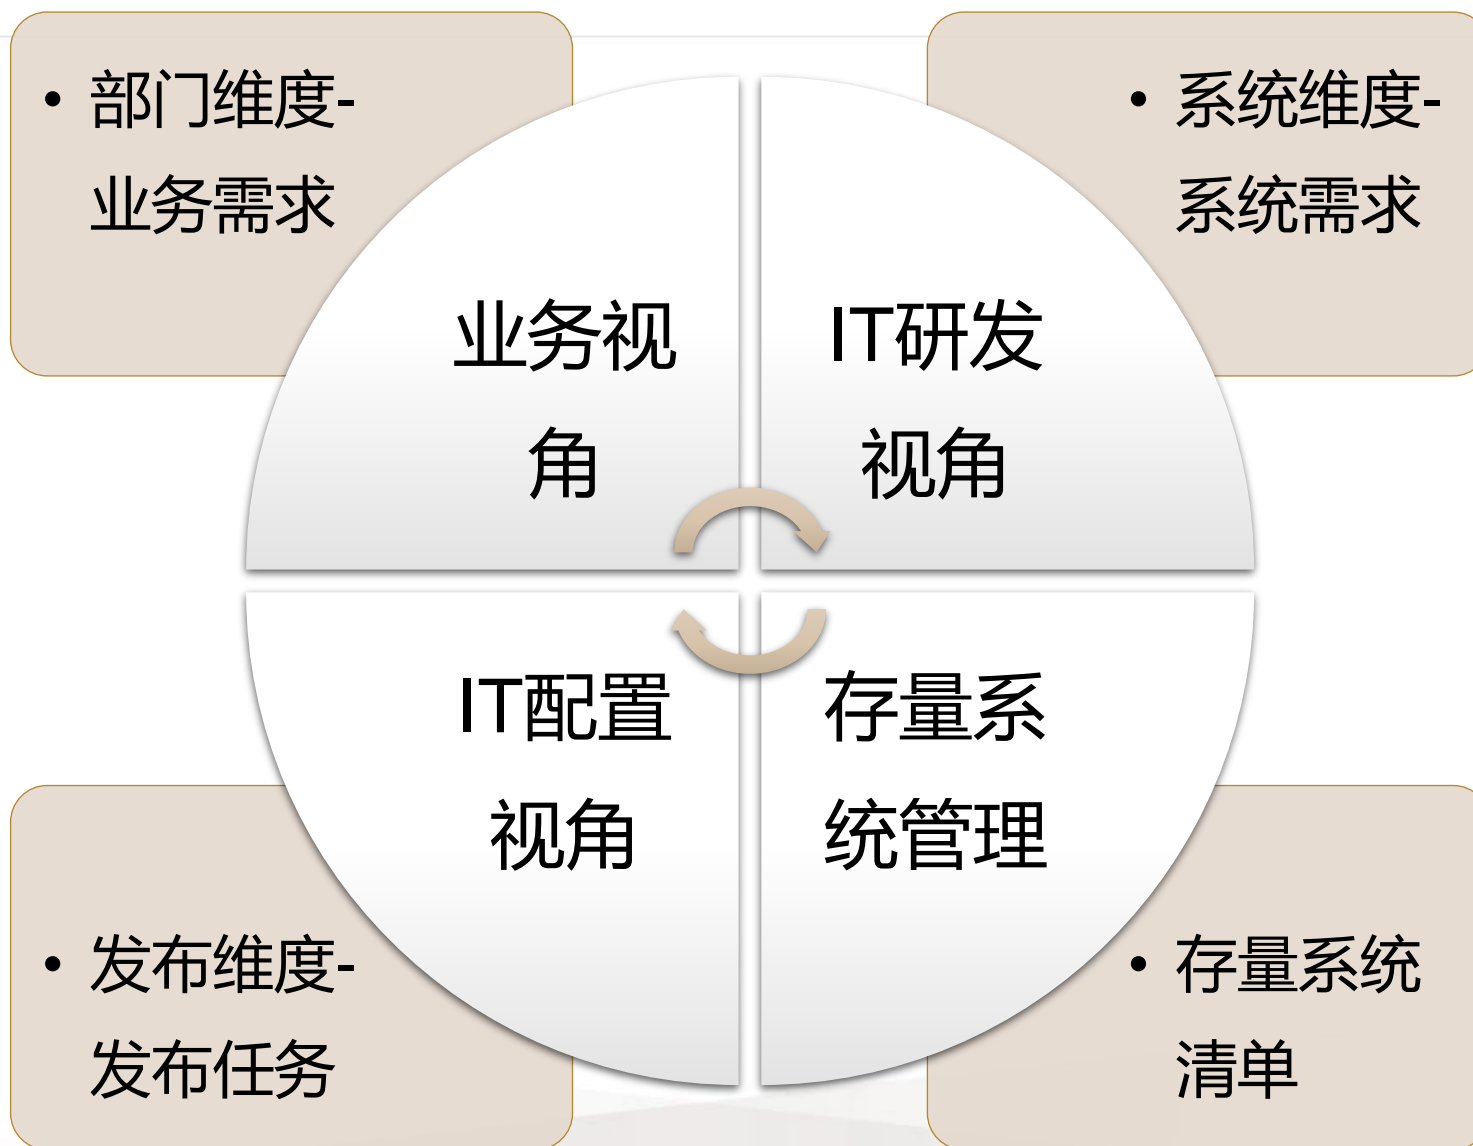 • 部门维度-
业务需求
• 系统维度-
系统需求
业务视
角
IT研发
视角
IT配置
视角
存量系
统管理
• 发布维度-
发布任务
• 存量系统
清单